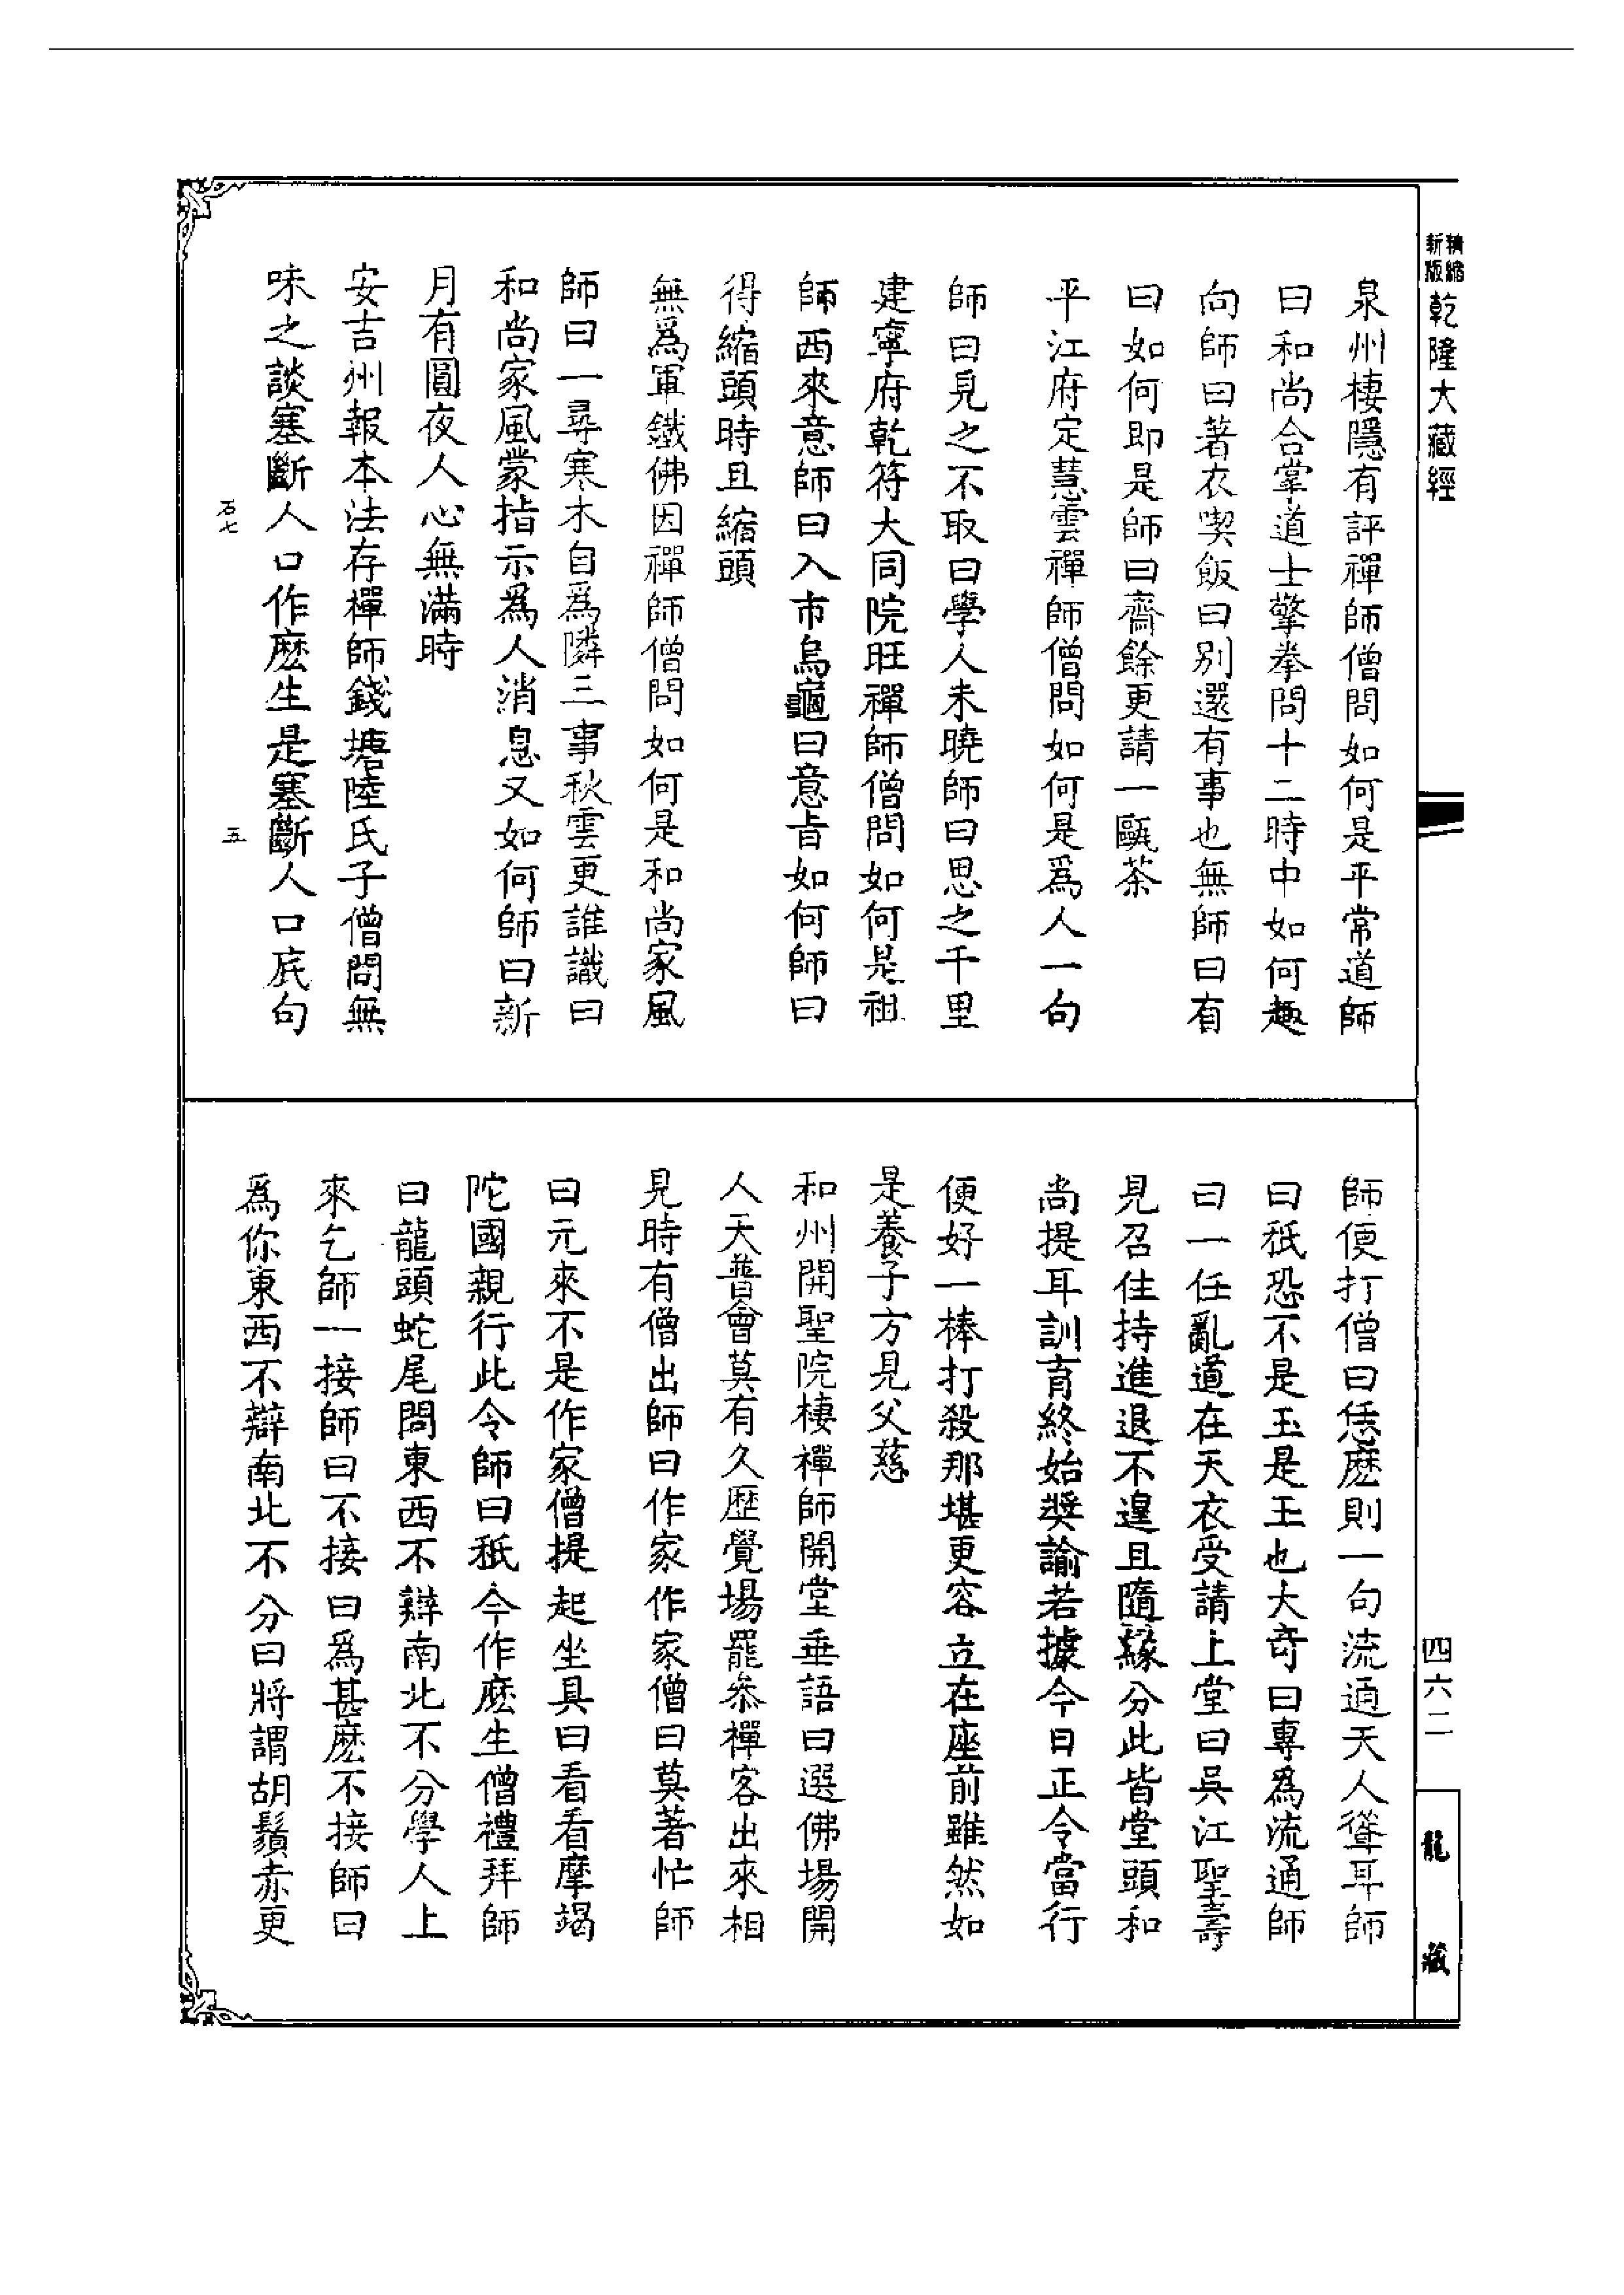 精縮新版
乾隆大藏經
泉州棲隱有評禪師僧問如何是平常道師
曰和尚合掌道士擎拳問十二時中如何趣
向師曰著衣喫飯曰別還有事也無師曰有
曰如何即是師曰齋餘更請一甌茶
平江府定慧雲禪師僧問如何是爲人一句
師曰見之不取曰學人未曉師曰思之千里
建寧府乾符大同院旺禪師僧問如何是祖
師西來意師曰入市烏龜曰意旨如何師曰
得縮頭時且縮頭
無爲軍鐵佛因禪師僧問如何是和尚家風
師曰一尋寒木自爲隣三事秋雲更誰識曰
和尚家風蒙指示爲人消息又如何師曰新
月有圓夜人心無滿時
安吉州報本法存禪師錢塘陸氏子僧問無
味之談塞斷人口作麽生是塞斷人口底句
石七
五
師便打僧曰恁麽則一句流通天人聳耳師
曰秖恐不是玉是玉也大奇曰專爲流通師
曰一任亂道在天衣受請上堂曰吳江聖壽
見召住持進退不遑且隨緣分此皆堂頭和
尚提耳訓育終始奬諭若據今日正令當行
便好一棒打殺那堪更容立在座前雖然如
是養子方見父慈
和州開聖院棲禪師開堂垂語曰選佛場開
人天普會莫有久歷覺場罷叅禪客出來相
見時有僧出師曰作家作家僧曰莫著忙師
曰元來不是作家僧提起坐具曰看看摩竭
陀國親行此令師曰秖今作麽生僧禮拜師
曰龍頭蛇尾問東西不辯南北不分學人上
來乞師一接師曰不接曰爲甚麽不接師曰
爲你東西不辯南北不分曰將謂胡鬚赤更
四六二
龍藏